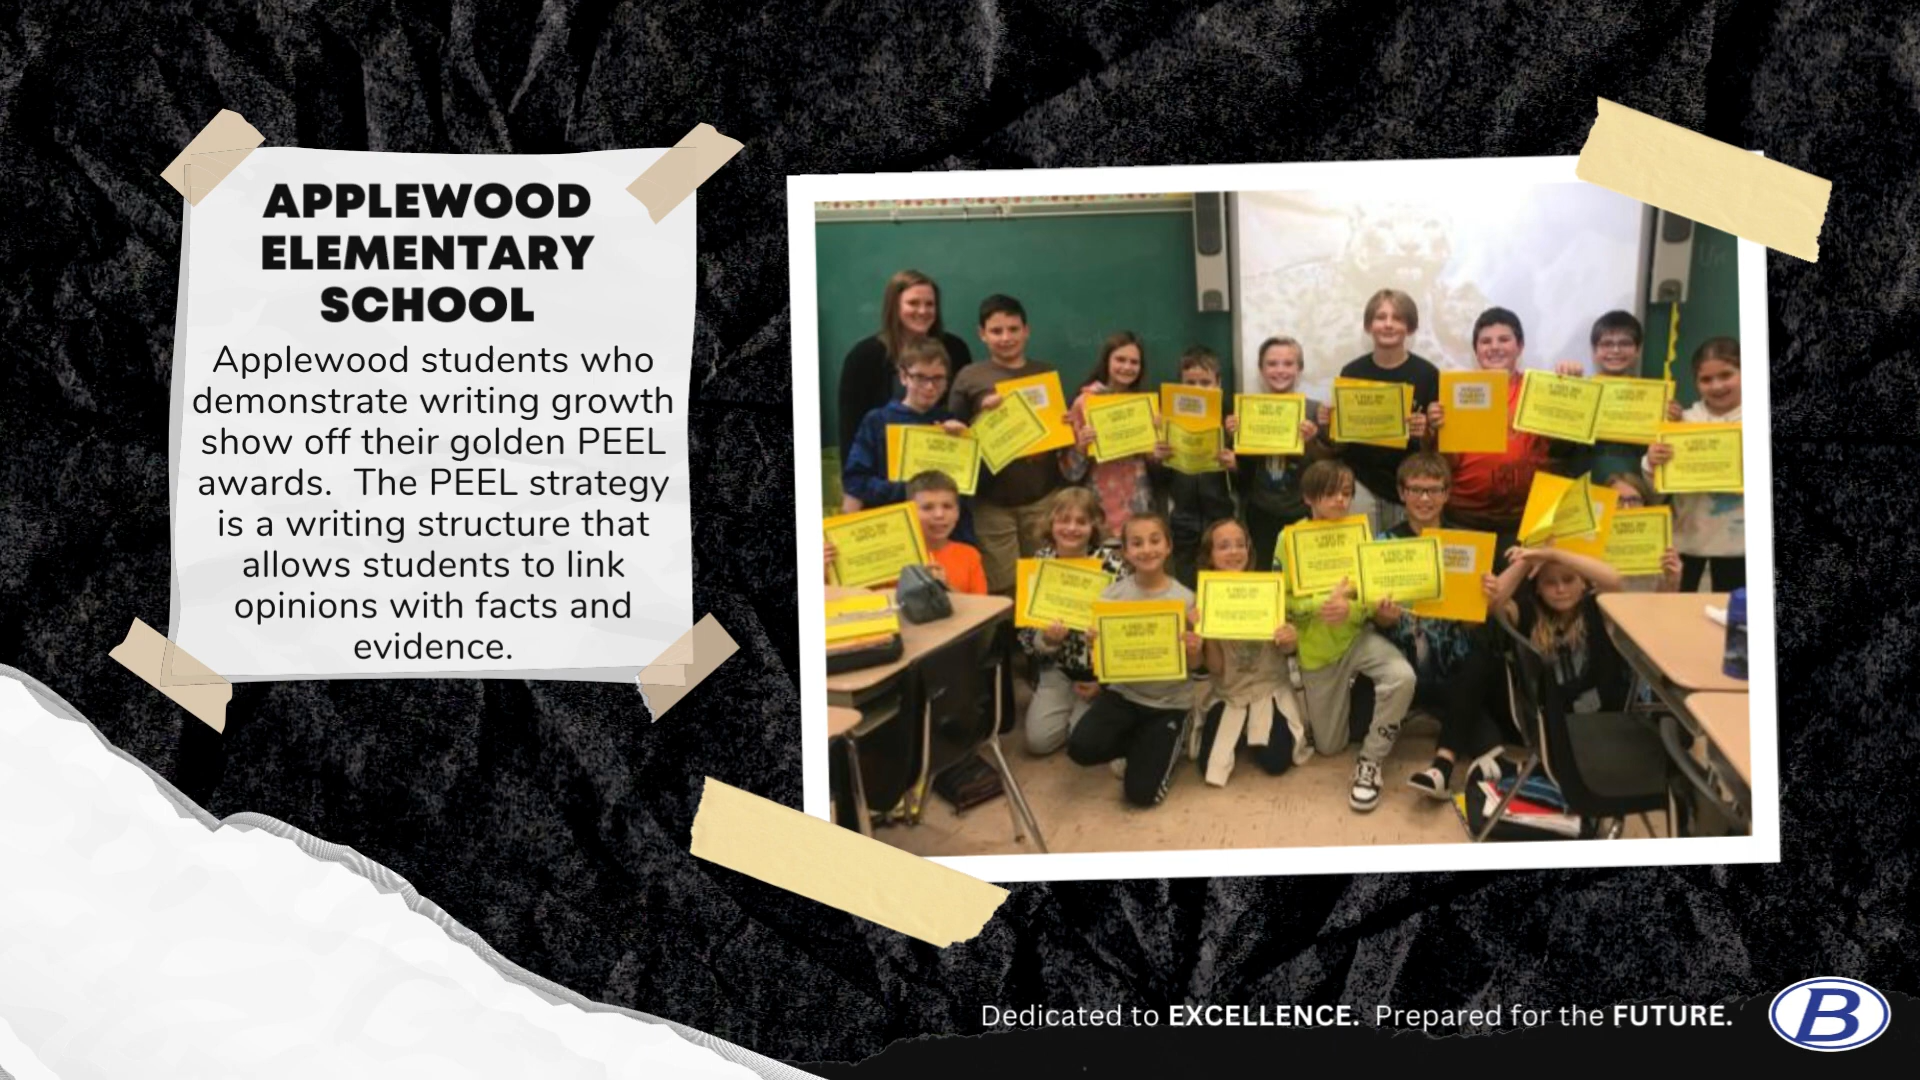 APPLEWOOD
ELEMENTARY
SCHOOL
Applewood students who
demonstrate writing growth
show off their golden PEEL
awards.  The PEEL strategy
is a writing structure that
allows students to link
opinions with facts and
evidence.
Dedicated to EXCELLENCE.  Prepared for the FUTURE.
B